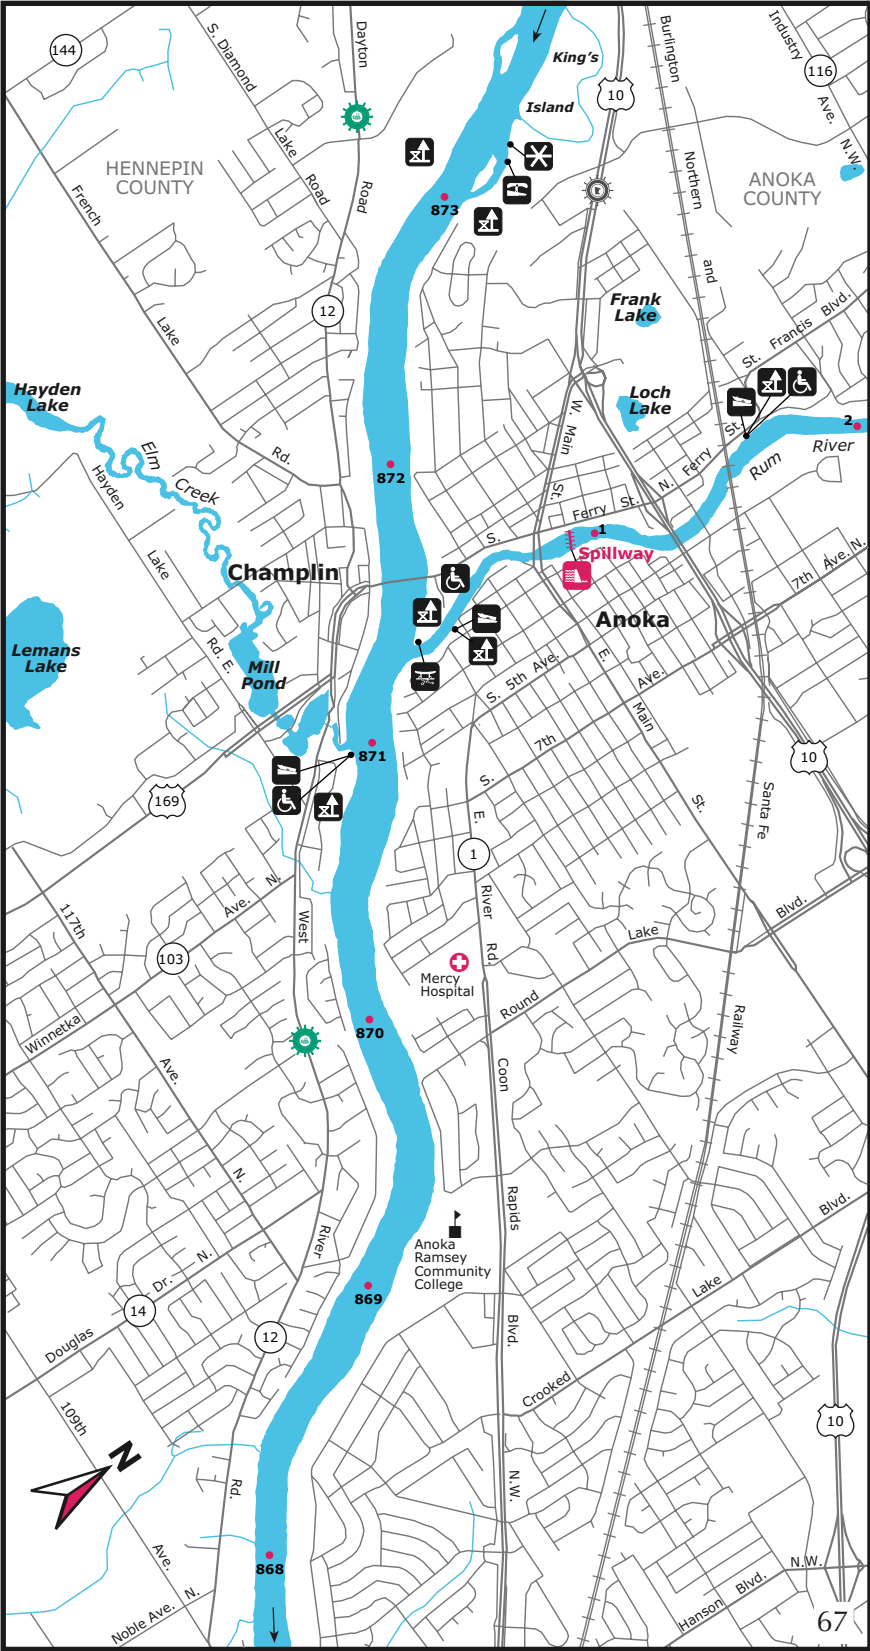 144
S. Diamond
Lake
Road
Dayton
Road
King's
Island
10
Burlington
Northern
and
Santa Fe
Railway
Industry
Ave.
N.W.
116
HENNEPIN
COUNTY
ANOKA
COUNTY
French
Lake
Rd.
873
12
Frank
Lake
Loch
Lake
St. Francis Blvd.
Hayden
Lake
Elm
Creek
Hayden
Lake
Rd. E.
872
W. Main
St.
S. Ferry St. N. Ferry St.
2
Rum River
1
Spillway
Champlin
Anoka
7th Ave. N.
Lemans
Lake
Mill
Pond
S. 5th Ave.
S. 7th Ave.
E. Main St.
871
169
10
E. River Rd.
1
117th
Ave.
N.
Winnetka Ave. N.
103
West
River
Rd.
Mercy
Hospital
Round Lake Blvd.
870
Coon
Rapids
Blvd.
N.W.
Anoka
Ramsey
Community
College
869
Douglas Dr. N.
14
12
Crooked Lake Blvd.
109th
Ave.
N.
10
N
868
Noble Ave. N.
Hanson Blvd. N.W.
67